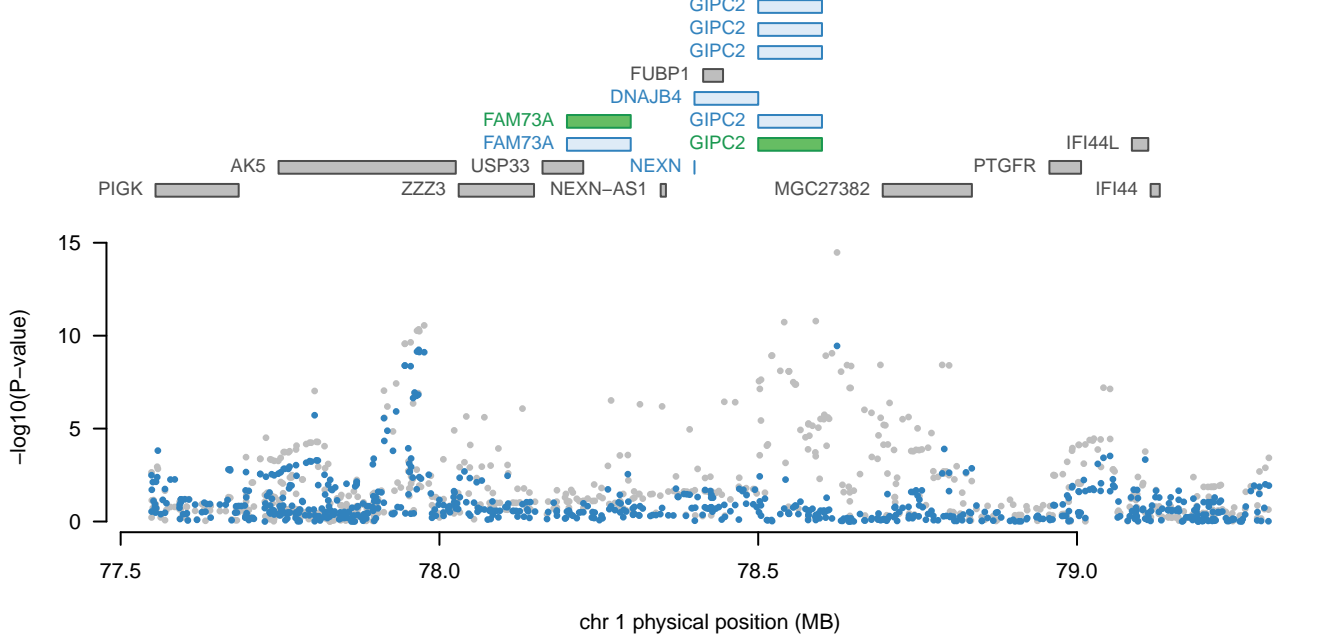 GIPC2
GIPC2
GIPC2
FUBP1
DNAJB4
FAM73A GIPC2
FAM73A GIPC2 IFI44L
AK5 USP33 NEXN PTGFR
PIGK ZZZ3 NEXN−AS1 MGC27382 IFI44
15
10
5
0
−log10(P−value)
77.5 78.0 78.5 79.0
chr 1 physical position (MB)